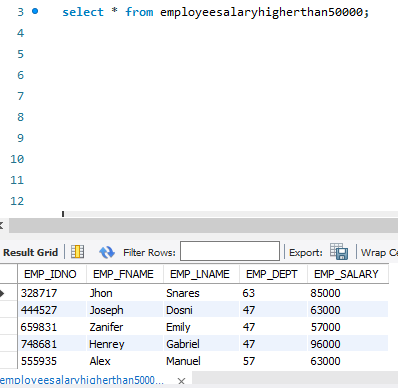 3 select * from employeesalaryhigherthan50000;
4
5
6
7
8
9
10
11
12
Result Grid Filter Rows: Export: Wrap Ce
EMP_IDNO EMP_FNAME EMP_LNAME EMP_DEPT EMP_SALARY
328717 Jhon Snares 63 85000
444527 Joseph Dosni 47 63000
659831 Zanifer Emily 47 57000
748681 Henrey Gabriel 47 96000
555935 Alex Manuel 57 63000
employeesalaryhigherthan5000...